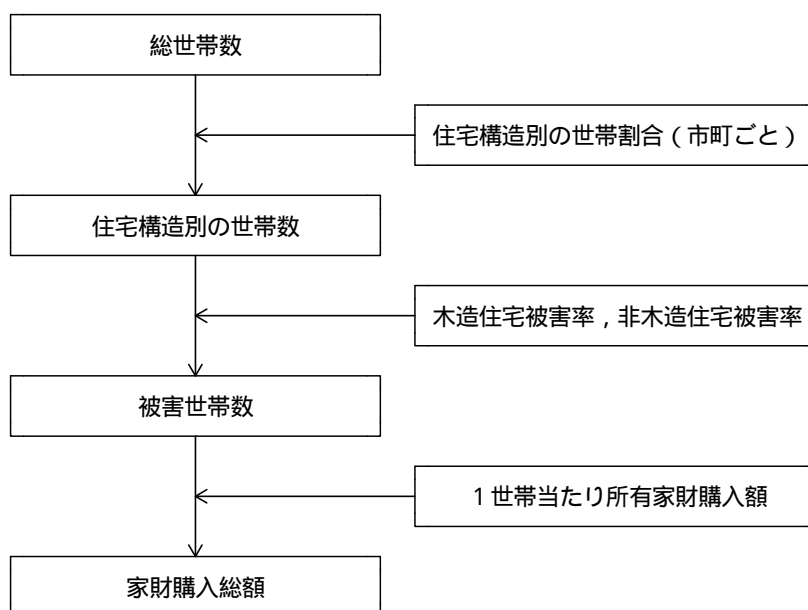 総世帯数
住宅構造別の世帯割合(市町ごと)
住宅構造別の世帯数
木造住宅被害率,非木造住宅被害率
被害世帯数
1世帯当たり所有家財購入額
家財購入総額